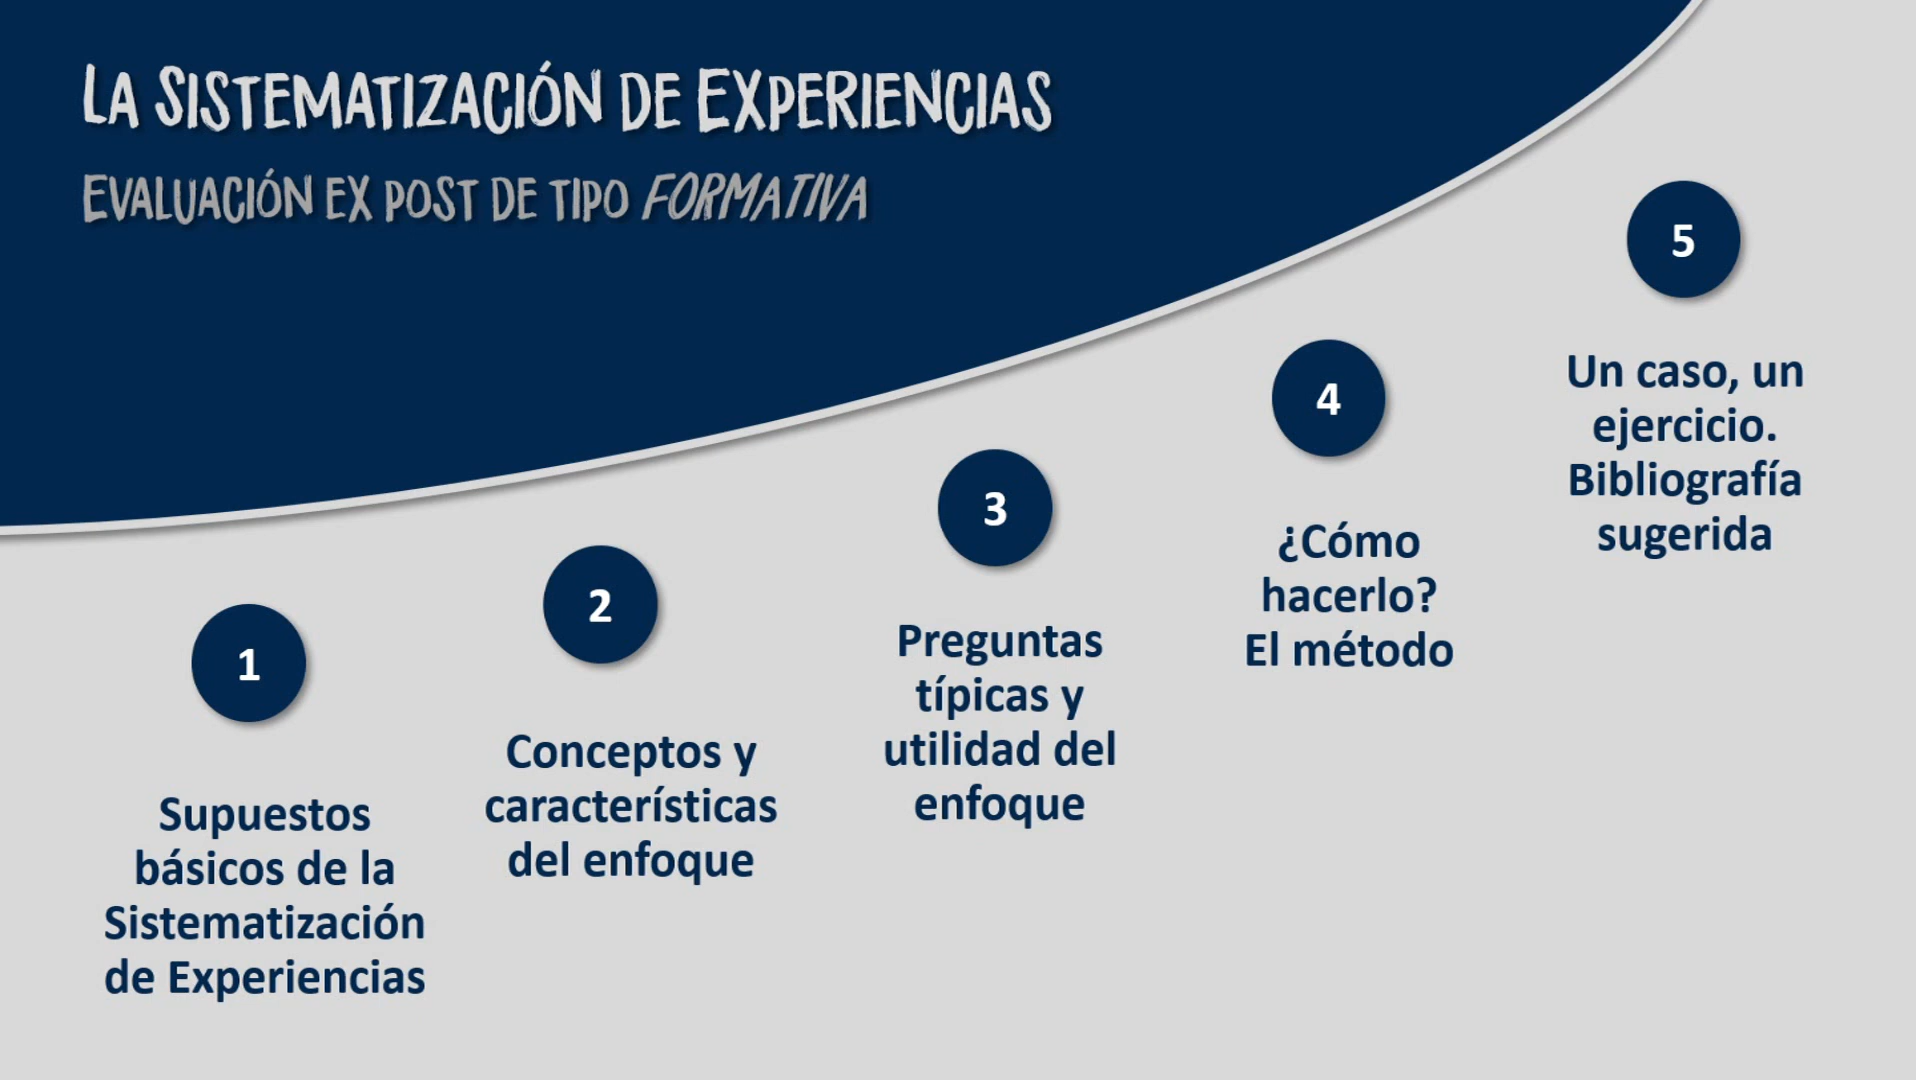 LA SISTEMATIZACIÓN DE EXPERIENCIAS
EVALUACIÓN EX POST DE TIPO FORMATIVA
1
Supuestos
básicos de la
Sistematización
de Experiencias
2
Conceptos y
características
del enfoque
3
Preguntas
típicas y
utilidad del
enfoque
4
¿Cómo
hacerlo?
El método
5
Un caso, un
ejercicio.
Bibliografía
sugerida